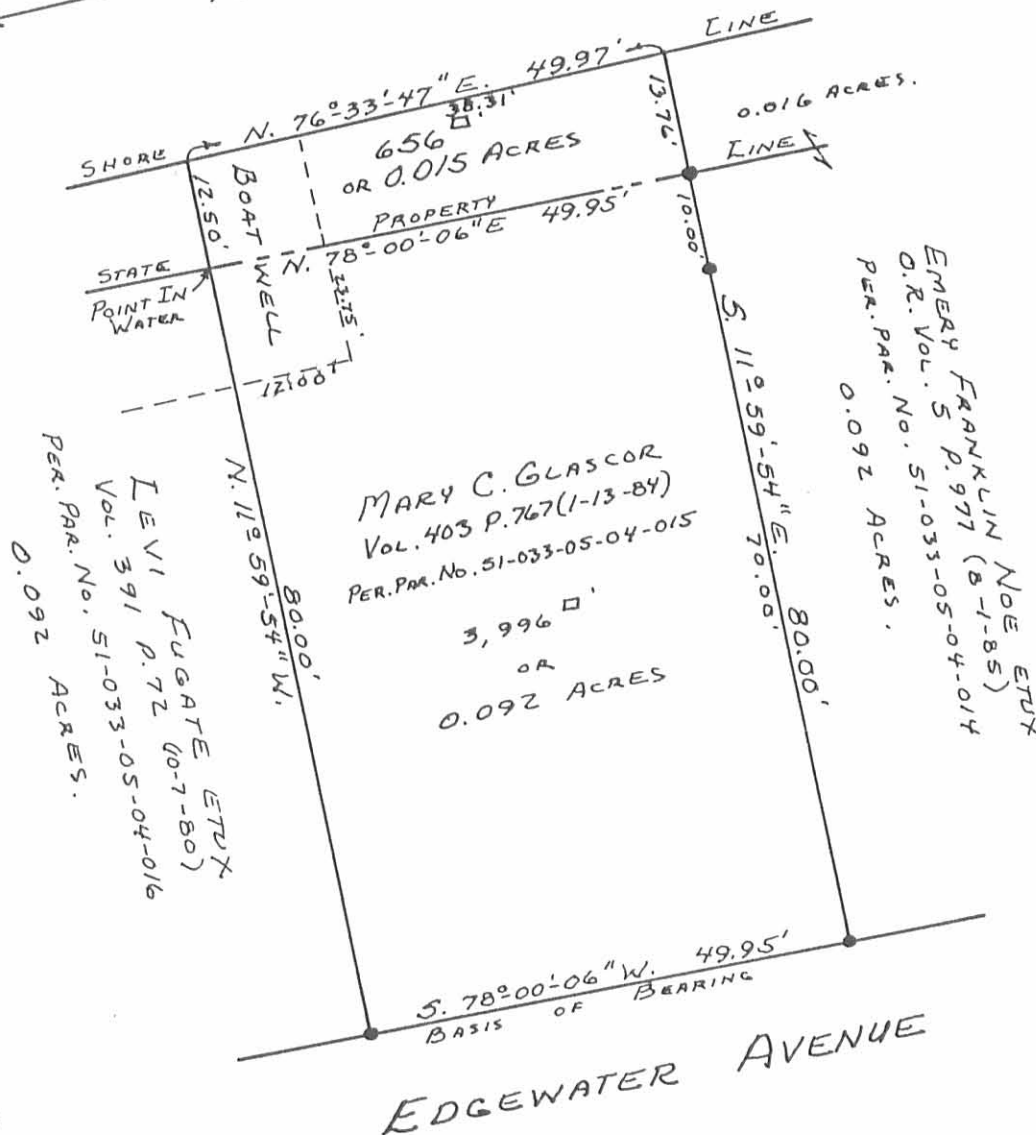 LINE
N. 76°-33'-47" E. 49.97'
38.31'
SHORE
13.76'
0.016 ACRES.
656 □'
OR 0.015 ACRES
LINE
12.50'
BOAT WELL
PROPERTY
N. 78°-00'-06" E 49.95'
10.00'
STATE
POINT IN
WATER
23.75'
12.00'
EMERY FRANKLIN NOE ETUX
O.R. VOL. 5 P. 977 (8-1-85)
PER. PAR. No. 51-033-05-04-014
0.092 ACRES.
S. 11°-59'-54" E. 80.00'
70.00'
MARY C. GLASCOR
VOL. 403 P. 767 (1-13-84)
PER. PAR. No. 51-033-05-04-015
3,996 □'
OR
0.092 ACRES
N. 11°-59'-54" W.
80.00'
LEVI FUGATE ETUX
VOL. 391 P. 72 (10-7-80)
PER. PAR. No. 51-033-05-04-016
0.092 ACRES.
S. 78°-00'-06" W. 49.95'
BASIS OF BEARING
EDGEWATER AVENUE